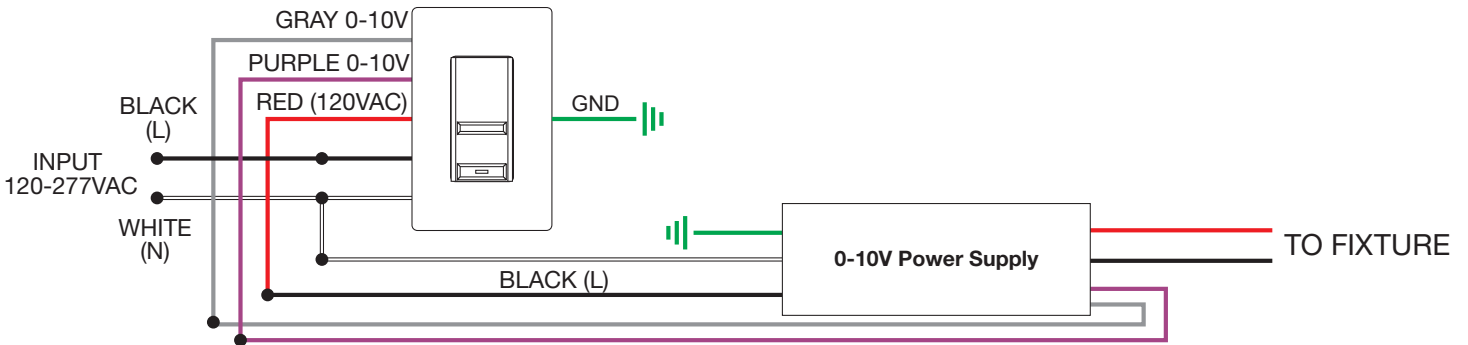 GRAY 0-10V
PURPLE 0-10V
RED (120VAC)
BLACK
(L)
INPUT
120-277VAC
WHITE
(N)
GND
0-10V Power Supply
TO FIXTURE
BLACK (L)